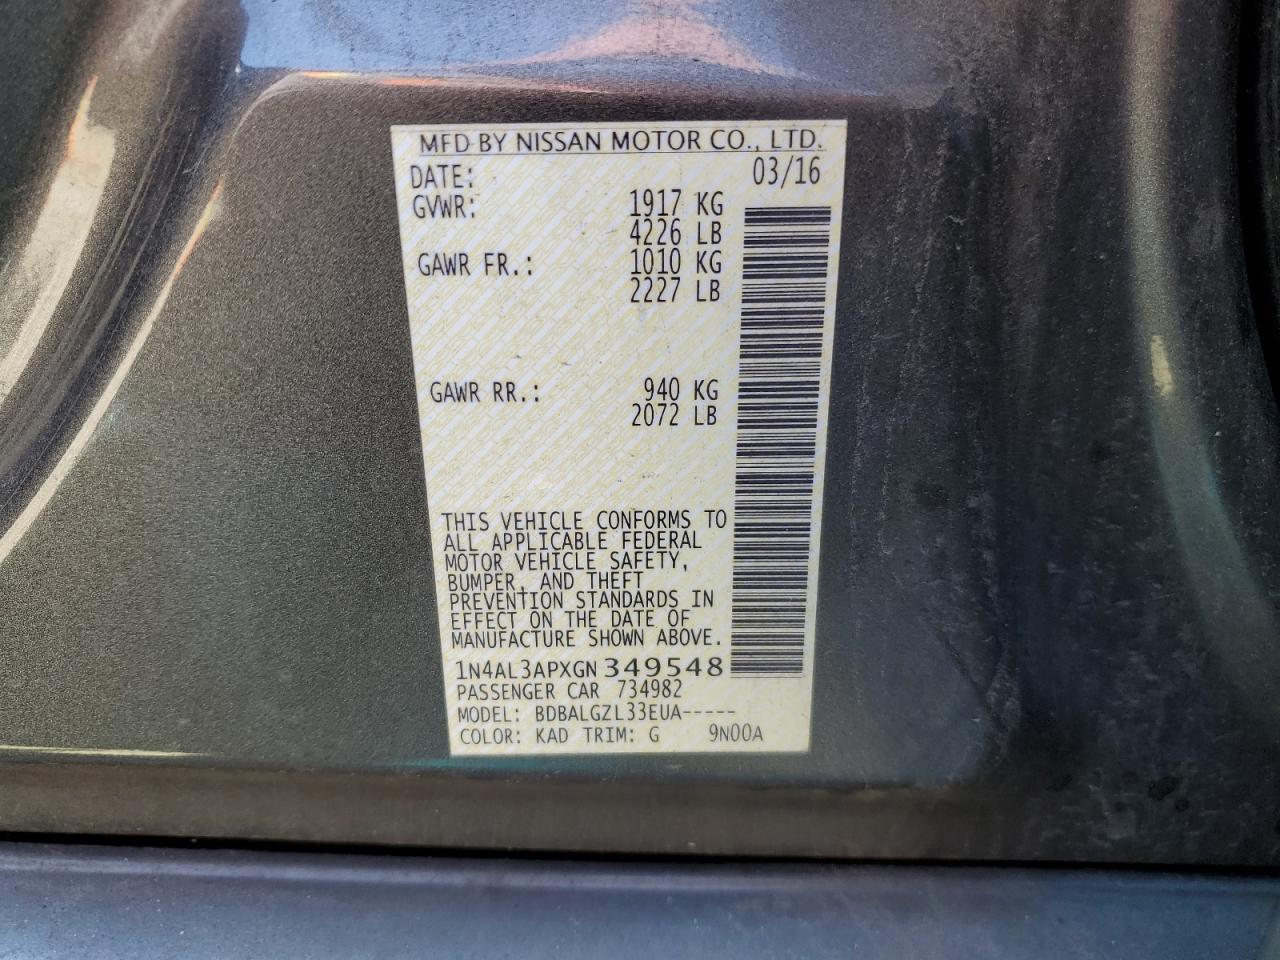 MFD BY NISSAN MOTOR CO., LTD.
DATE: 03/16
GVWR: 1917 KG
4226 LB
GAWR FR.: 1010 KG
2227 LB
GAWR RR.: 940 KG
2072 LB
THIS VEHICLE CONFORMS TO
ALL APPLICABLE FEDERAL
MOTOR VEHICLE SAFETY,
BUMPER, AND THEFT
PREVENTION STANDARDS IN
EFFECT ON THE DATE OF
MANUFACTURE SHOWN ABOVE.
1N4AL3APXGN349548
PASSENGER CAR 734982
MODEL: BDBALGZL33EUA-----
COLOR: KAD TRIM: G 9N00A